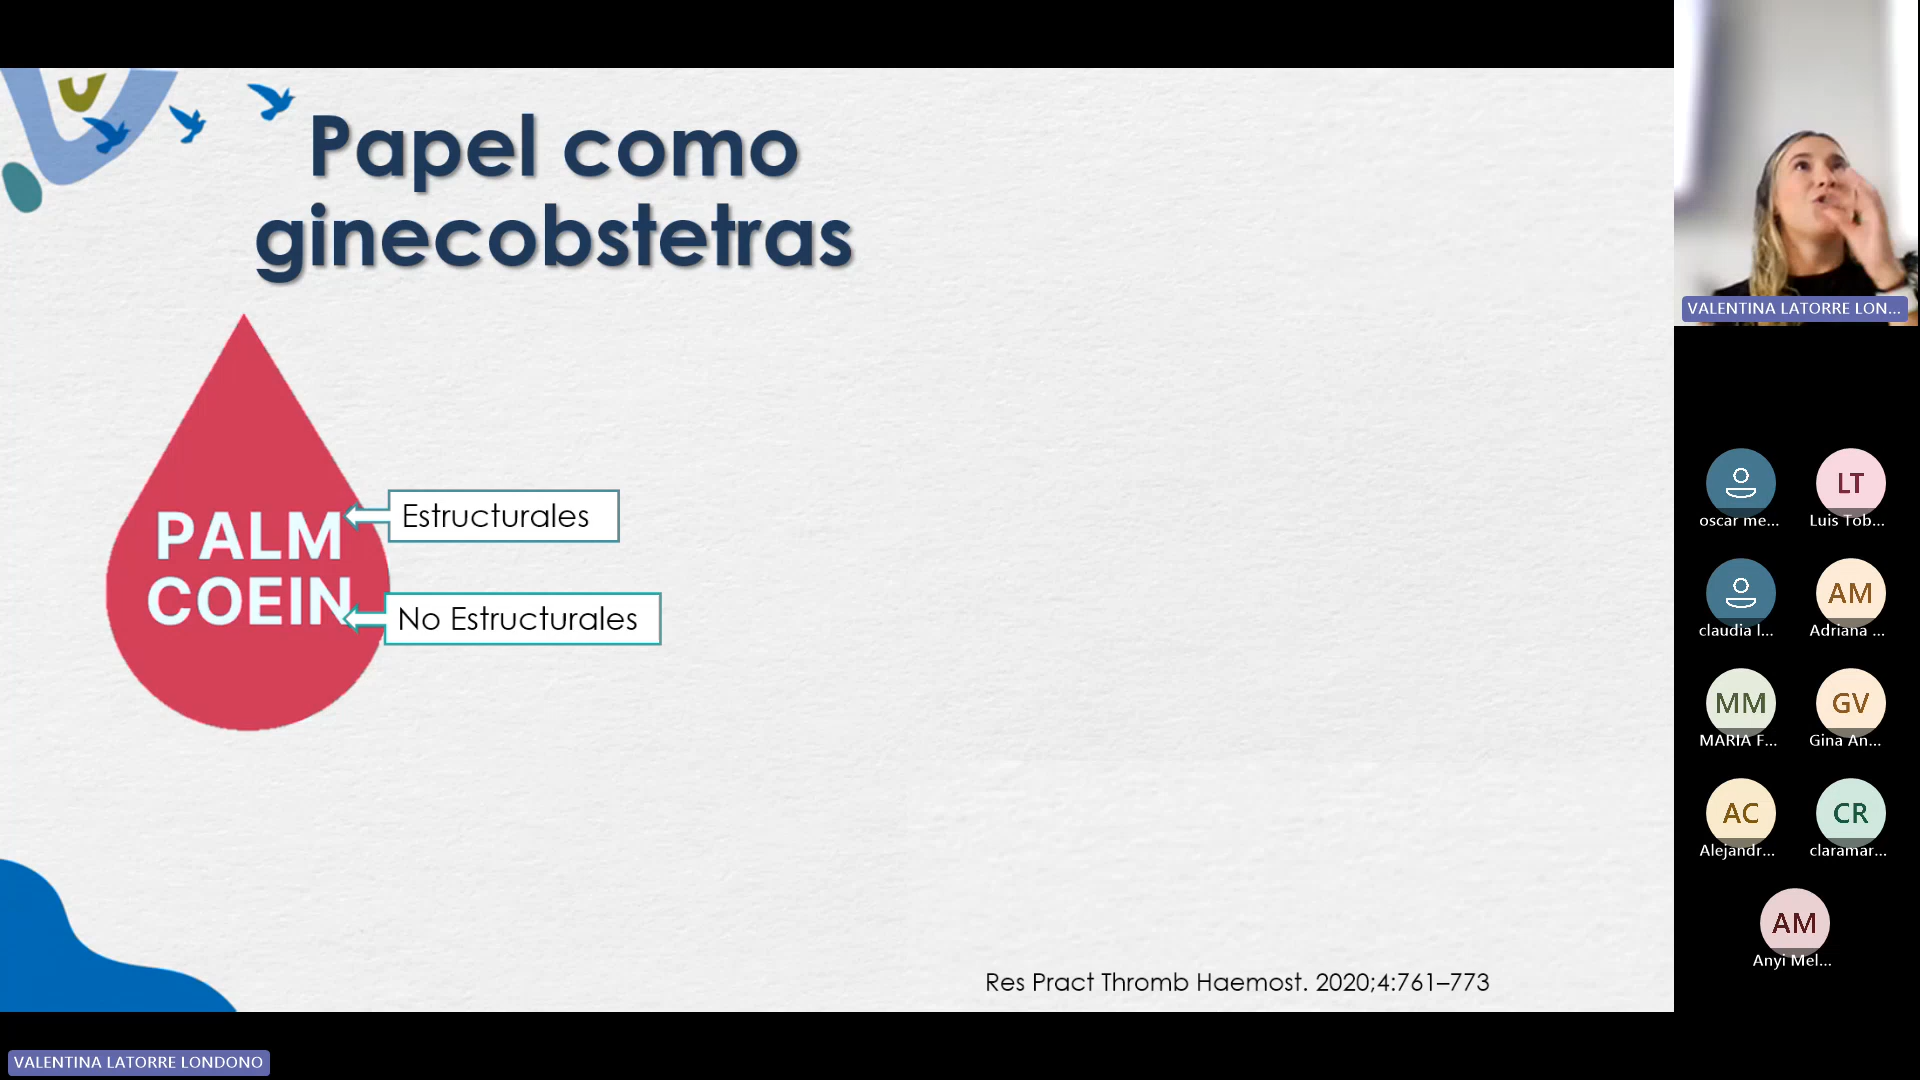 Papel como
ginecobstetras
PALM
COEIN
Estructurales
No Estructurales
Res Pract Thromb Haemost. 2020;4:761–773
VALENTINA LATORRE LON...
oscar me...
LT
Luis Tob...
claudia l...
AM
Adriana ...
MM
MARIA F...
GV
Gina An...
AC
Alejandr...
CR
claramar...
AM
Anyi Mel...
VALENTINA LATORRE LONDONO